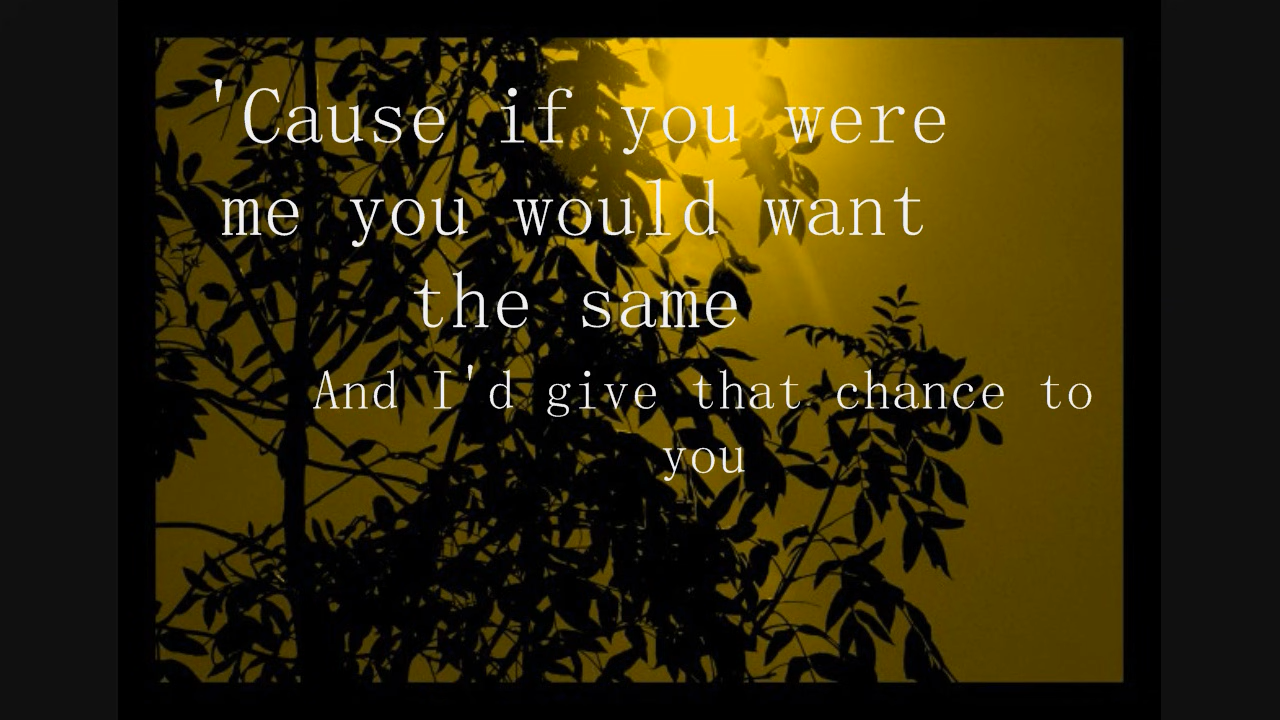 'Cause if you were
me you would want
the same
And I'd give that chance to
you